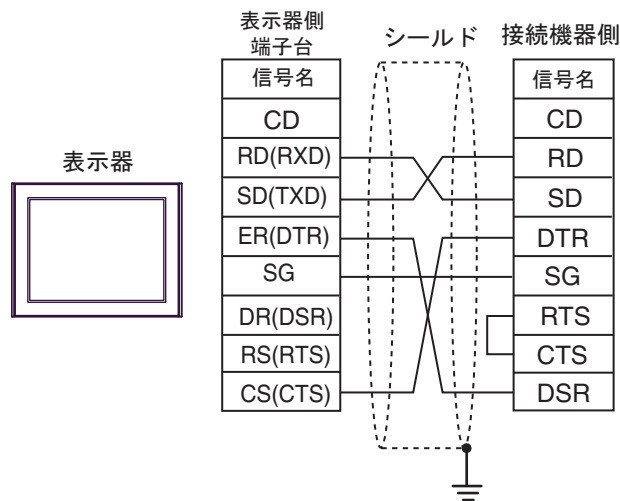 表示器側
端子台
シールド
接続機器側
信号名
信号名
CD
CD
RD(RXD)
RD
表示器
SD(TXD)
SD
ER(DTR)
DTR
SG
SG
DR(DSR)
RTS
RS(RTS)
CTS
CS(CTS)
DSR